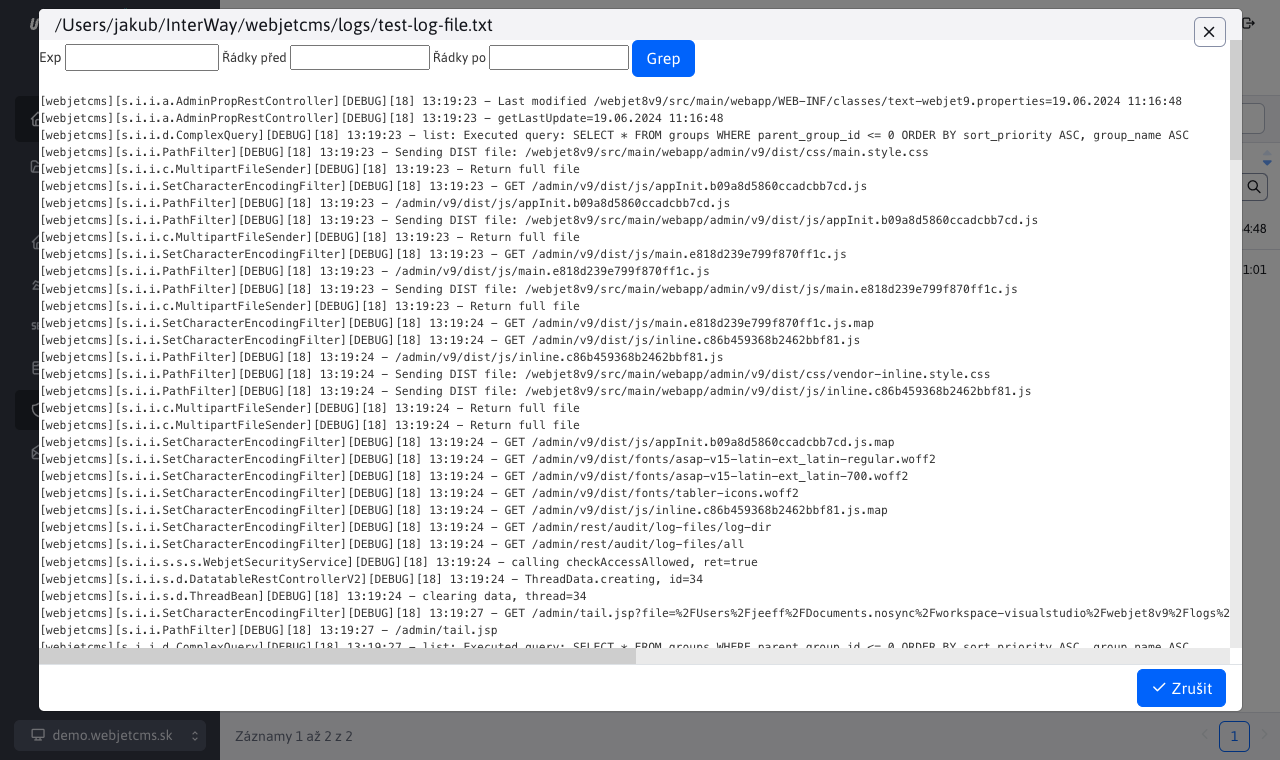 /Users/jakub/InterWay/webjetcms/logs/test-log-file.txt
Exp Řádky před Řádky po Grep
[webjetcms][s.i.i.a.AdminPropRestController][DEBUG][18] 13:19:23 – Last modified /webjet8v9/src/main/webapp/WEB-INF/classes/text-webjet9.properties=19.06.2024 11:16:48
[webjetcms][s.i.i.a.AdminPropRestController][DEBUG][18] 13:19:23 – getLastUpdate=19.06.2024 11:16:48
[webjetcms][s.i.i.d.ComplexQuery][DEBUG][18] 13:19:23 – list: Executed query: SELECT * FROM groups WHERE parent_group_id <= 0 ORDER BY sort_priority ASC, group_name ASC
[webjetcms][s.i.i.PathFilter][DEBUG][18] 13:19:23 – Sending DIST file: /webjet8v9/src/main/webapp/admin/v9/dist/css/main.style.css
[webjetcms][s.i.i.c.MultipartFileSender][DEBUG][18] 13:19:23 – Return full file
[webjetcms][s.i.i.SetCharacterEncodingFilter][DEBUG][18] 13:19:23 – GET /admin/v9/dist/js/appInit.b09a8d5860ccadcbb7cd.js
[webjetcms][s.i.i.PathFilter][DEBUG][18] 13:19:23 – /admin/v9/dist/js/appInit.b09a8d5860ccadcbb7cd.js
[webjetcms][s.i.i.PathFilter][DEBUG][18] 13:19:23 – Sending DIST file: /webjet8v9/src/main/webapp/admin/v9/dist/js/appInit.b09a8d5860ccadcbb7cd.js
[webjetcms][s.i.i.c.MultipartFileSender][DEBUG][18] 13:19:23 – Return full file
[webjetcms][s.i.i.SetCharacterEncodingFilter][DEBUG][18] 13:19:23 – GET /admin/v9/dist/js/main.e818d239e799f870ff1c.js
[webjetcms][s.i.i.PathFilter][DEBUG][18] 13:19:23 – /admin/v9/dist/js/main.e818d239e799f870ff1c.js
[webjetcms][s.i.i.PathFilter][DEBUG][18] 13:19:23 – Sending DIST file: /webjet8v9/src/main/webapp/admin/v9/dist/js/main.e818d239e799f870ff1c.js
[webjetcms][s.i.i.c.MultipartFileSender][DEBUG][18] 13:19:23 – Return full file
[webjetcms][s.i.i.SetCharacterEncodingFilter][DEBUG][18] 13:19:24 – GET /admin/v9/dist/js/main.e818d239e799f870ff1c.js.map
[webjetcms][s.i.i.SetCharacterEncodingFilter][DEBUG][18] 13:19:24 – GET /admin/v9/dist/js/inline.c86b459368b2462bbf81.js
[webjetcms][s.i.i.PathFilter][DEBUG][18] 13:19:24 – /admin/v9/dist/js/inline.c86b459368b2462bbf81.js
[webjetcms][s.i.i.PathFilter][DEBUG][18] 13:19:24 – Sending DIST file: /webjet8v9/src/main/webapp/admin/v9/dist/css/vendor-inline.style.css
[webjetcms][s.i.i.PathFilter][DEBUG][18] 13:19:24 – Sending DIST file: /webjet8v9/src/main/webapp/admin/v9/dist/js/inline.c86b459368b2462bbf81.js
[webjetcms][s.i.i.c.MultipartFileSender][DEBUG][18] 13:19:24 – Return full file
[webjetcms][s.i.i.c.MultipartFileSender][DEBUG][18] 13:19:24 – Return full file
[webjetcms][s.i.i.SetCharacterEncodingFilter][DEBUG][18] 13:19:24 – GET /admin/v9/dist/js/appInit.b09a8d5860ccadcbb7cd.js.map
[webjetcms][s.i.i.SetCharacterEncodingFilter][DEBUG][18] 13:19:24 – GET /admin/v9/dist/fonts/asap-v15-latin-ext_latin-regular.woff2
[webjetcms][s.i.i.SetCharacterEncodingFilter][DEBUG][18] 13:19:24 – GET /admin/v9/dist/fonts/asap-v15-latin-ext_latin-700.woff2
[webjetcms][s.i.i.SetCharacterEncodingFilter][DEBUG][18] 13:19:24 – GET /admin/v9/dist/fonts/tabler-icons.woff2
[webjetcms][s.i.i.SetCharacterEncodingFilter][DEBUG][18] 13:19:24 – GET /admin/v9/dist/js/inline.c86b459368b2462bbf81.js.map
[webjetcms][s.i.i.SetCharacterEncodingFilter][DEBUG][18] 13:19:24 – GET /admin/rest/audit/log-files/log-dir
[webjetcms][s.i.i.SetCharacterEncodingFilter][DEBUG][18] 13:19:24 – GET /admin/rest/audit/log-files/all
[webjetcms][s.i.i.s.s.s.WebjetSecurityService][DEBUG][18] 13:19:24 – calling checkAccessAllowed, ret=true
[webjetcms][s.i.i.s.d.DatatableRestControllerV2][DEBUG][18] 13:19:24 – ThreadData.creating, id=34
[webjetcms][s.i.i.s.d.ThreadBean][DEBUG][18] 13:19:24 – clearing data, thread=34
[webjetcms][s.i.i.SetCharacterEncodingFilter][DEBUG][18] 13:19:27 – GET /admin/tail.jsp?file=%2FUsers%2Fjeeff%2FDocuments.nosync%2Fworkspace-visualstudio%2Fwebjet8v9%2Flogs%2
[webjetcms][s.i.i.PathFilter][DEBUG][18] 13:19:27 – /admin/tail.jsp
[webjetcms][s.i.i.d.ComplexQuery][DEBUG][18] 13:19:27 – list: Executed query: SELECT * FROM groups WHERE parent_group_id <= 0 ORDER BY sort_priority ASC, group_name ASC
4:48
1:01
Zrušit
demo.webjetcms.sk
Záznamy 1 až 2 z 2
1